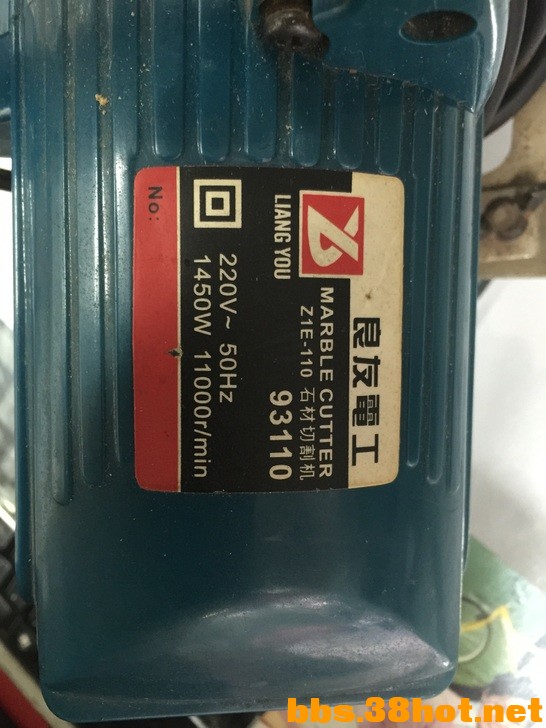 良友電工
LIANG YOU
MARBLE CUTTER
Z1E-110 石材切割机
93110
220V~ 50Hz
1450W 11000r/min
No:
bbs.38hot.net